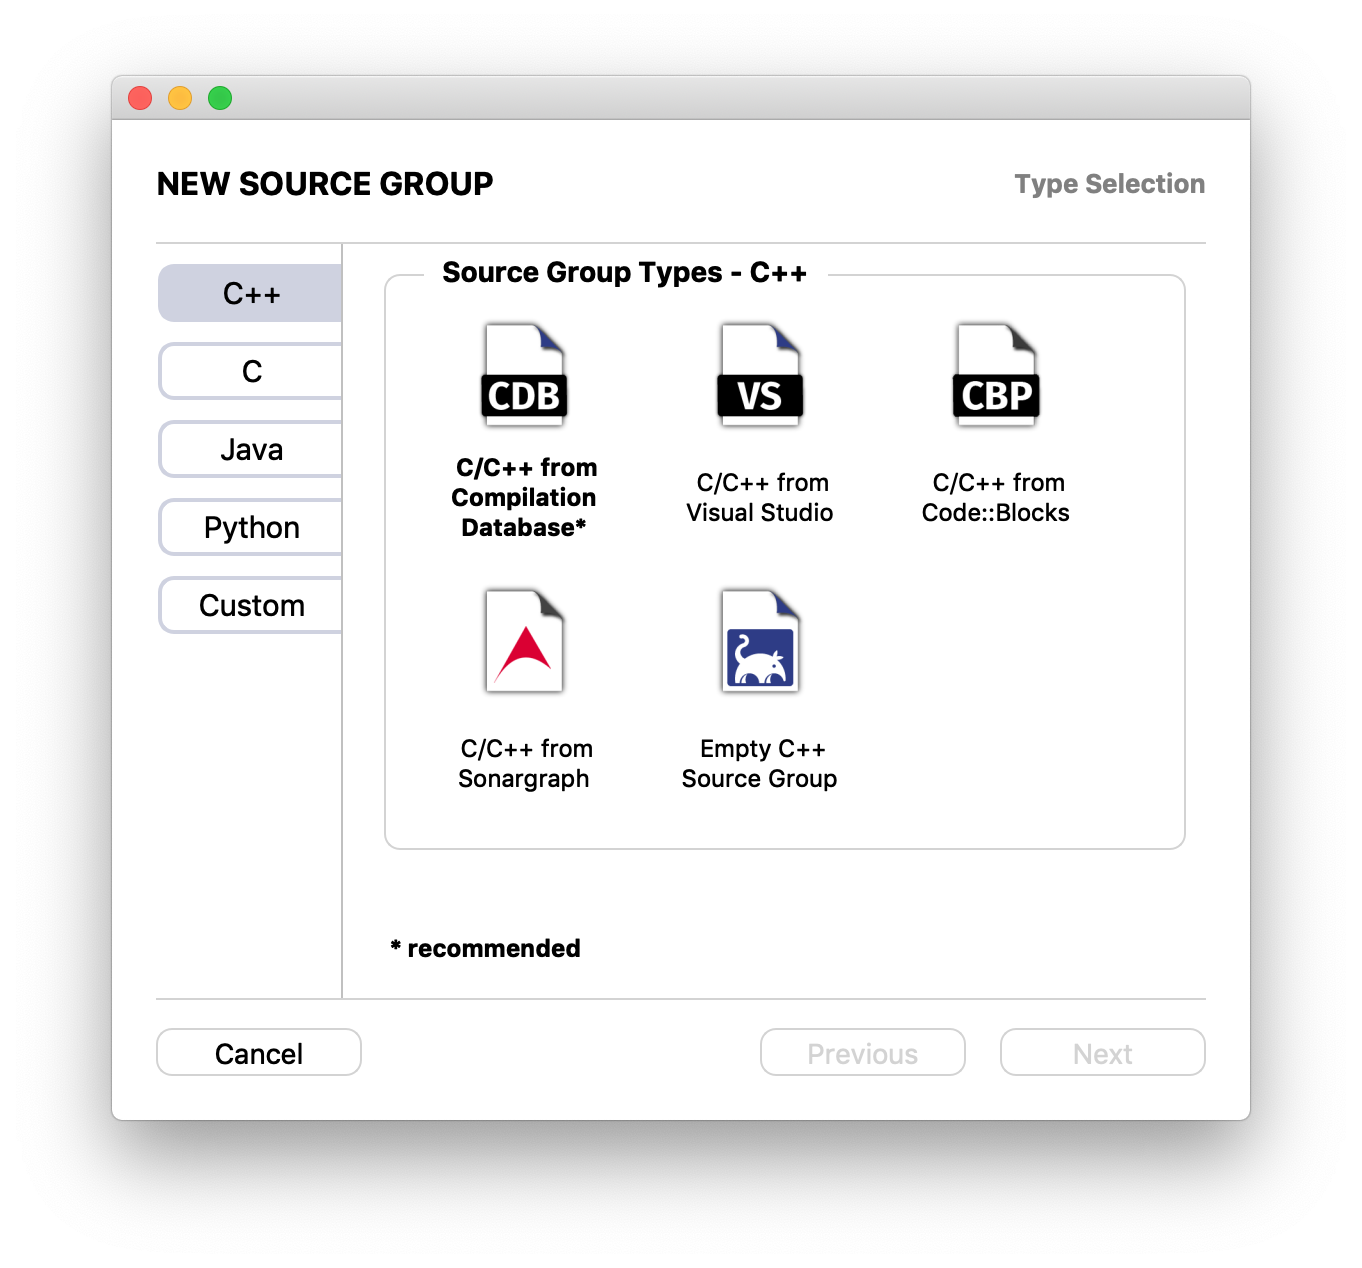 NEW SOURCE GROUP
Type Selection
C++
C
Java
Python
Custom
Source Group Types - C++
CDB
C/C++ from
Compilation
Database*
VS
C/C++ from
Visual Studio
CBP
C/C++ from
Code::Blocks
C/C++ from
Sonargraph
Empty C++
Source Group
* recommended
Cancel
Previous
Next